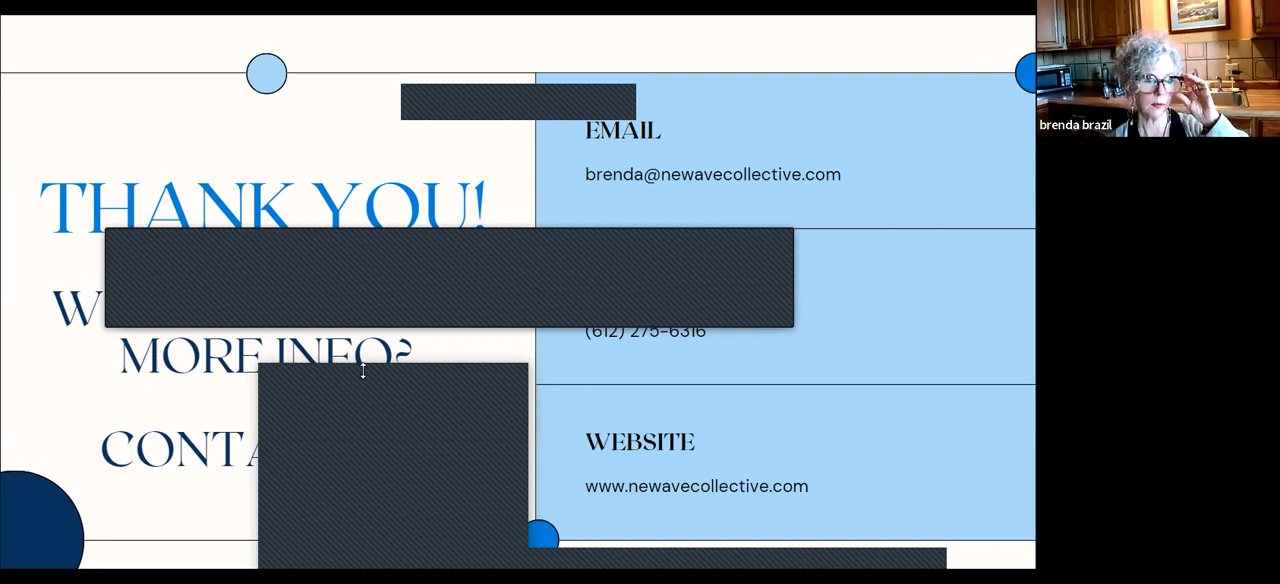 THANK YOU!
MORE INFO?
EMAIL
brenda@newavecollective.com
(612) 275-6316
WEBSITE
www.newavecollective.com
brenda brazil